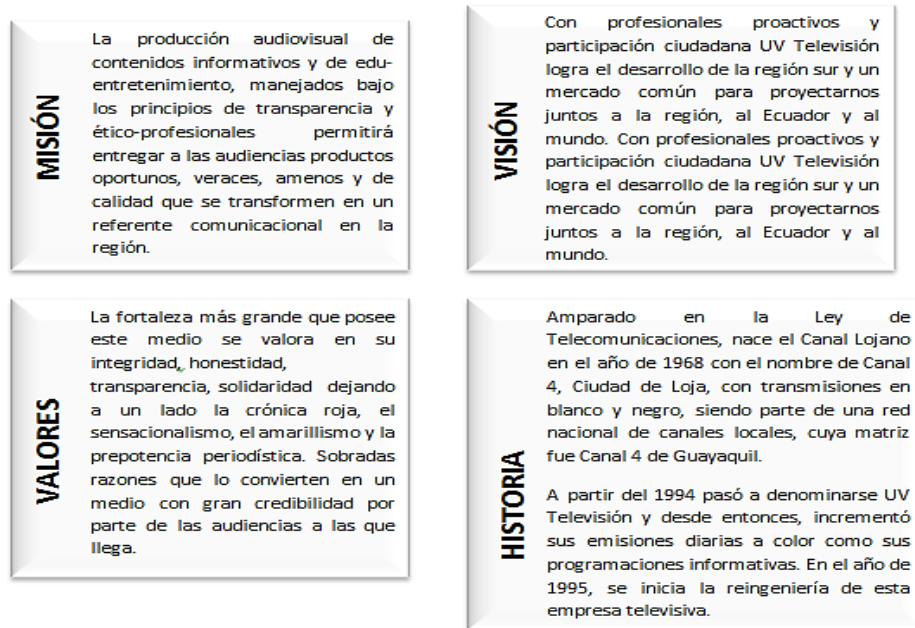 MISIÓN
La producción audiovisual de
contenidos informativos y de edu-
entretenimiento, manejados bajo
los principios de transparencia y
ético-profesionales permitirá
entregar a las audiencias productos
oportunos, veraces, amenos y de
calidad que se transformen en un
referente comunicacional en la
región.
VISIÓN
Con profesionales proactivos y
participación ciudadana UV Televisión
logra el desarrollo de la región sur y un
mercado común para proyectarnos
juntos a la región, al Ecuador y al
mundo. Con profesionales proactivos y
participación ciudadana UV Televisión
logra el desarrollo de la región sur y un
mercado común para proyectarnos
juntos a la región, al Ecuador y al
mundo.
VALORES
La fortaleza más grande que posee
este medio se valora en su
integridad, honestidad,
transparencia, solidaridad dejando
a un lado la crónica roja, el
sensacionalismo, el amarillismo y la
prepotencia periodística. Sobradas
razones que lo convierten en un
medio con gran credibilidad por
parte de las audiencias a las que
llega.
HISTORIA
Amparado en la Ley de
Telecomunicaciones, nace el Canal Lojano
en el año de 1968 con el nombre de Canal
4, Ciudad de Loja, con transmisiones en
blanco y negro, siendo parte de una red
nacional de canales locales, cuya matriz
fue Canal 4 de Guayaquil.
A partir del 1994 pasó a denominarse UV
Televisión y desde entonces, incrementó
sus emisiones diarias a color como sus
programaciones informativas. En el año de
1995, se inicia la reingeniería de esta
empresa televisiva.